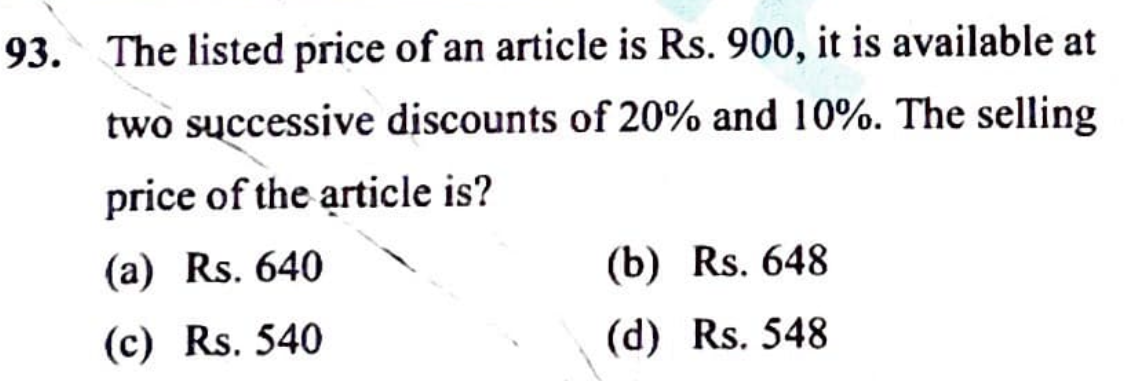 93. The listed price of an article is Rs. 900, it is available at
two successive discounts of 20% and 10%. The selling
price of the article is?
(a) Rs. 640 (b) Rs. 648
(c) Rs. 540 (d) Rs. 548